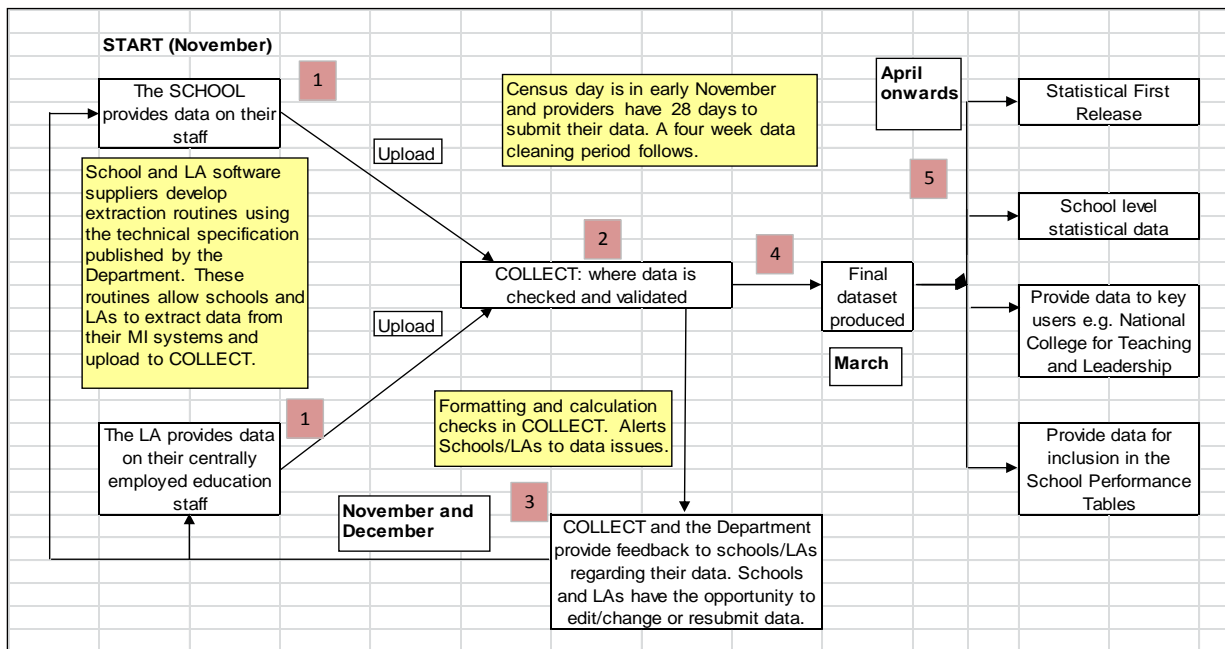 START (November)
1
The SCHOOL
provides data on their
staff
School and LA software
suppliers develop
extraction routines using
the technical specification
published by the
Department. These
routines allow schools and
LAs to extract data from
their MI systems and
upload to COLLECT.
1
The LA provides data
on their centrally
employed education
staff
Upload
Upload
Census day is in early November
and providers have 28 days to
submit their data. A four week data
cleaning period follows.
2
COLLECT: where data is
checked and validated
Formatting and calculation
checks in COLLECT. Alerts
Schools/LAs to data issues.
November and
December
3
COLLECT and the Department
provide feedback to schools/LAs
regarding their data. Schools
and LAs have the opportunity to
edit/change or resubmit data.
4
Final
dataset
produced
March
April
onwards
5
Statistical First
Release
School level
statistical data
Provide data to key
users e.g. National
College for Teaching
and Leadership
Provide data for
inclusion in the
School Performance
Tables